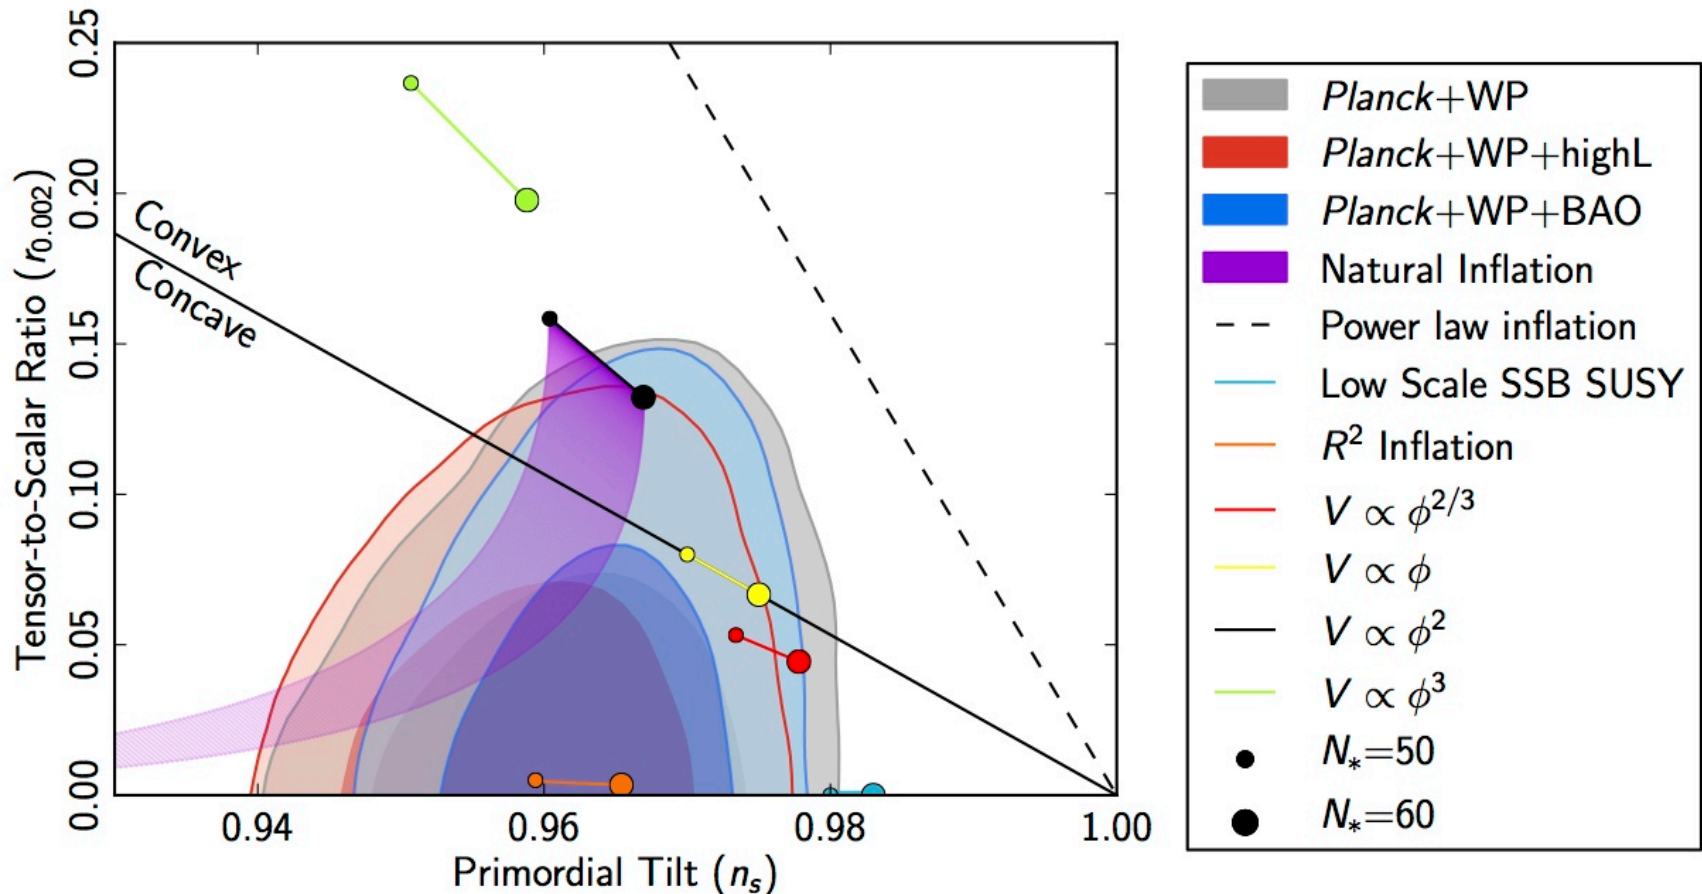 Tensor-to-Scalar Ratio (r₀.₀₀₂)
0.25
0.20
0.15
0.10
0.05
0.00
Convex
Concave
0.94
0.96
0.98
1.00
Primordial Tilt (nₛ)
Planck+WP
Planck+WP+highL
Planck+WP+BAO
Natural Inflation
Power law inflation
Low Scale SSB SUSY
R² Inflation
V ∝ ϕ²ᐟ³
V ∝ ϕ
V ∝ ϕ²
V ∝ ϕ³
N⁎=50
N⁎=60